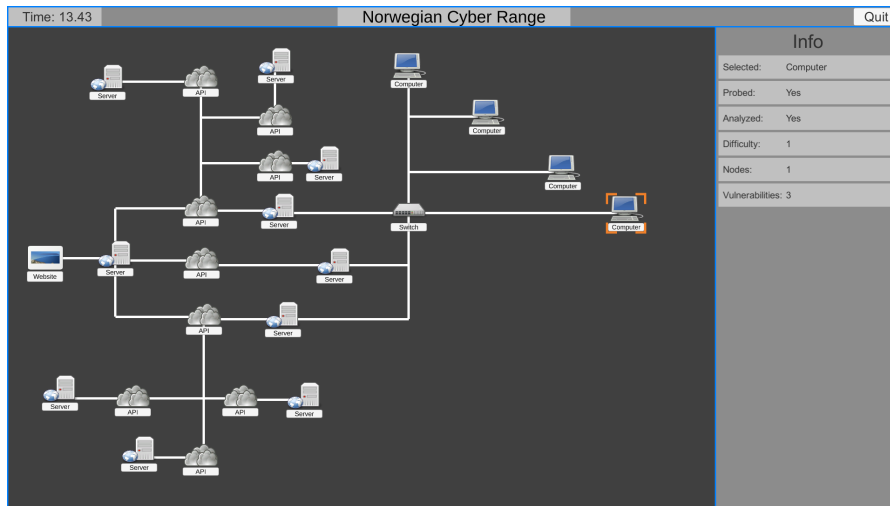 Time: 13.43
Norwegian Cyber Range
Quit
Info
Selected: Computer
Probed: Yes
Analyzed: Yes
Difficulty: 1
Nodes: 1
Vulnerabilities: 3
Server
API
Server
Computer
API
Computer
API
Server
Computer
API
Server
Switch
Computer
Website
Server
API
Server
API
Server
Server
API
API
Server
Server
API